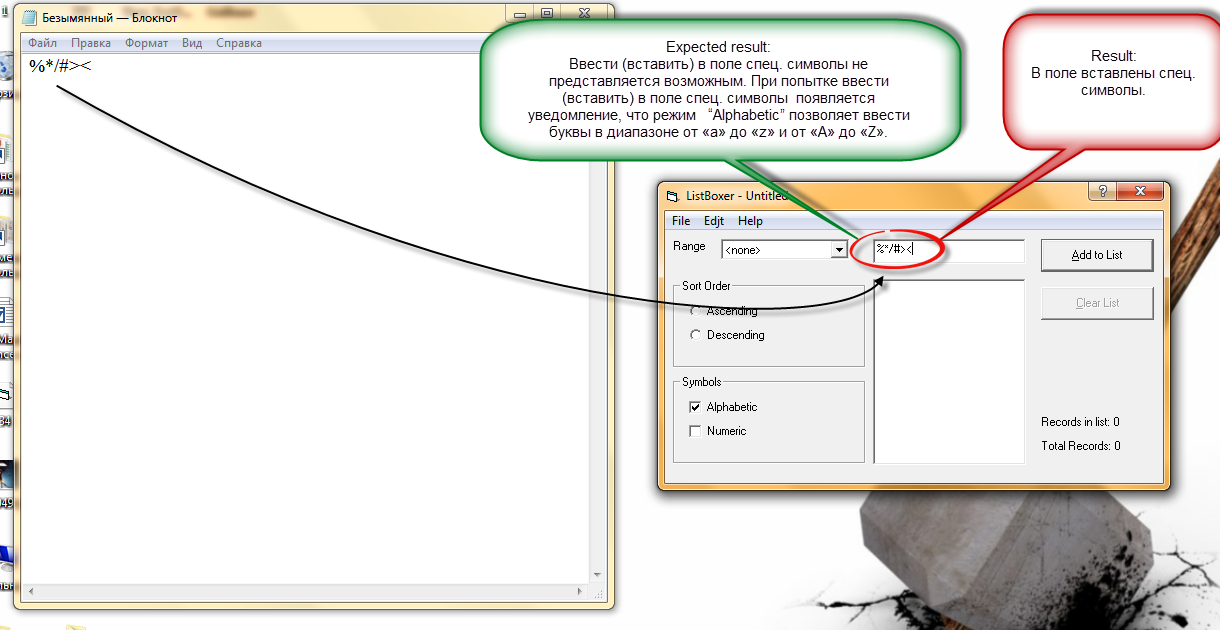 Безымянный — Блокнот
Файл Правка Формат Вид Справка
%*/#><
Expected result:
Ввести (вставить) в поле спец. символы не
представляется возможным. При попытке ввести
(вставить) в поле спец. символы появляется
уведомление, что режим “Alphabetic” позволяет ввести
буквы в диапазоне от «a» до «z» и от «A» до «Z».
Result:
В поле вставлены спец.
символы.
ListBoxer - Untitled
File Edjt Help
Range <none> %*/#>< Add to List
Sort Order
Clear List
Ascending
Descending
Symbols
Alphabetic
Numeric
Records in list: 0
Total Records: 0